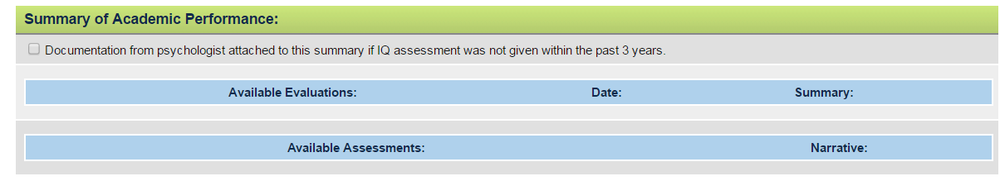 Summary of Academic Performance:
Documentation from psychologist attached to this summary if IQ assessment was not given within the past 3 years.
Available Evaluations: Date: Summary:
Available Assessments: Narrative: